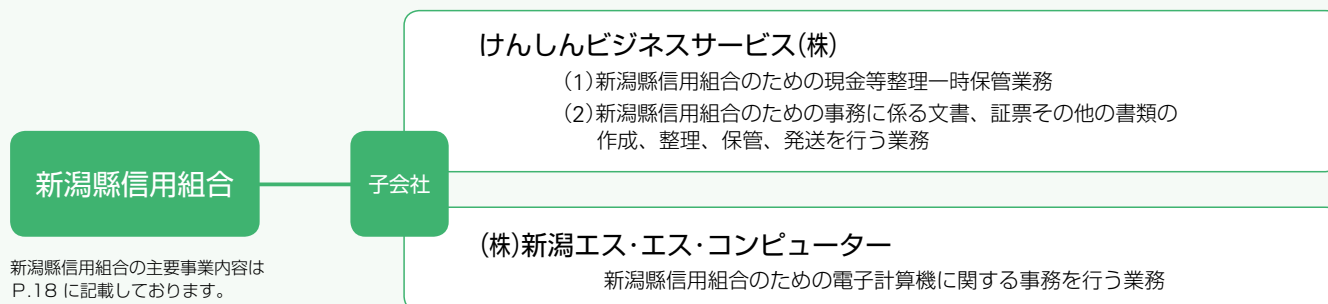 新潟縣信用組合
新潟縣信用組合の主要事業内容は
P.18 に記載しております。
子会社
けんしんビジネスサービス(株)
(1)新潟縣信用組合のための現金等整理一時保管業務
(2)新潟縣信用組合のための事務に係る文書、証票その他の書類の
作成、整理、保管、発送を行う業務
(株)新潟エス・エス・コンピューター
新潟縣信用組合のための電子計算機に関する事務を行う業務